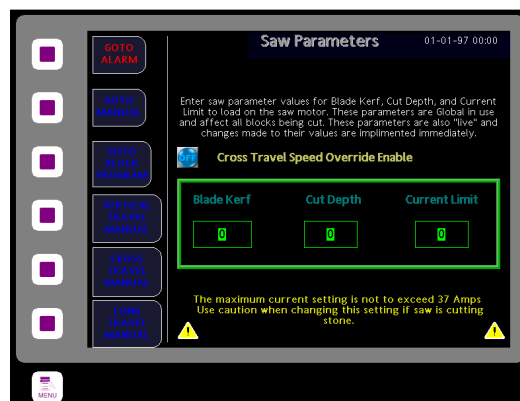 Saw Parameters
01-01-97 00:00
GOTO
ALARM
GOTO
MANUAL
GOTO
BLOCK
PROGRAM
VERTICAL
TRAVEL
MANUAL
CROSS
TRAVEL
MANUAL
LONG
TRAVEL
MANUAL
Enter saw parameter values for Blade Kerf, Cut Depth, and Current
Limit to load on the saw motor. These parameters are Global in use
and affect all blocks being cut. These parameters are also "live" and
changes made to their values are implimented immediately.
OFF
Cross Travel Speed Override Enable
Blade Kerf
Cut Depth
Current Limit
0
0
0
The maximum current setting is not to exceed 37 Amps
Use caution when changing this setting if saw is cutting
stone.
MENU